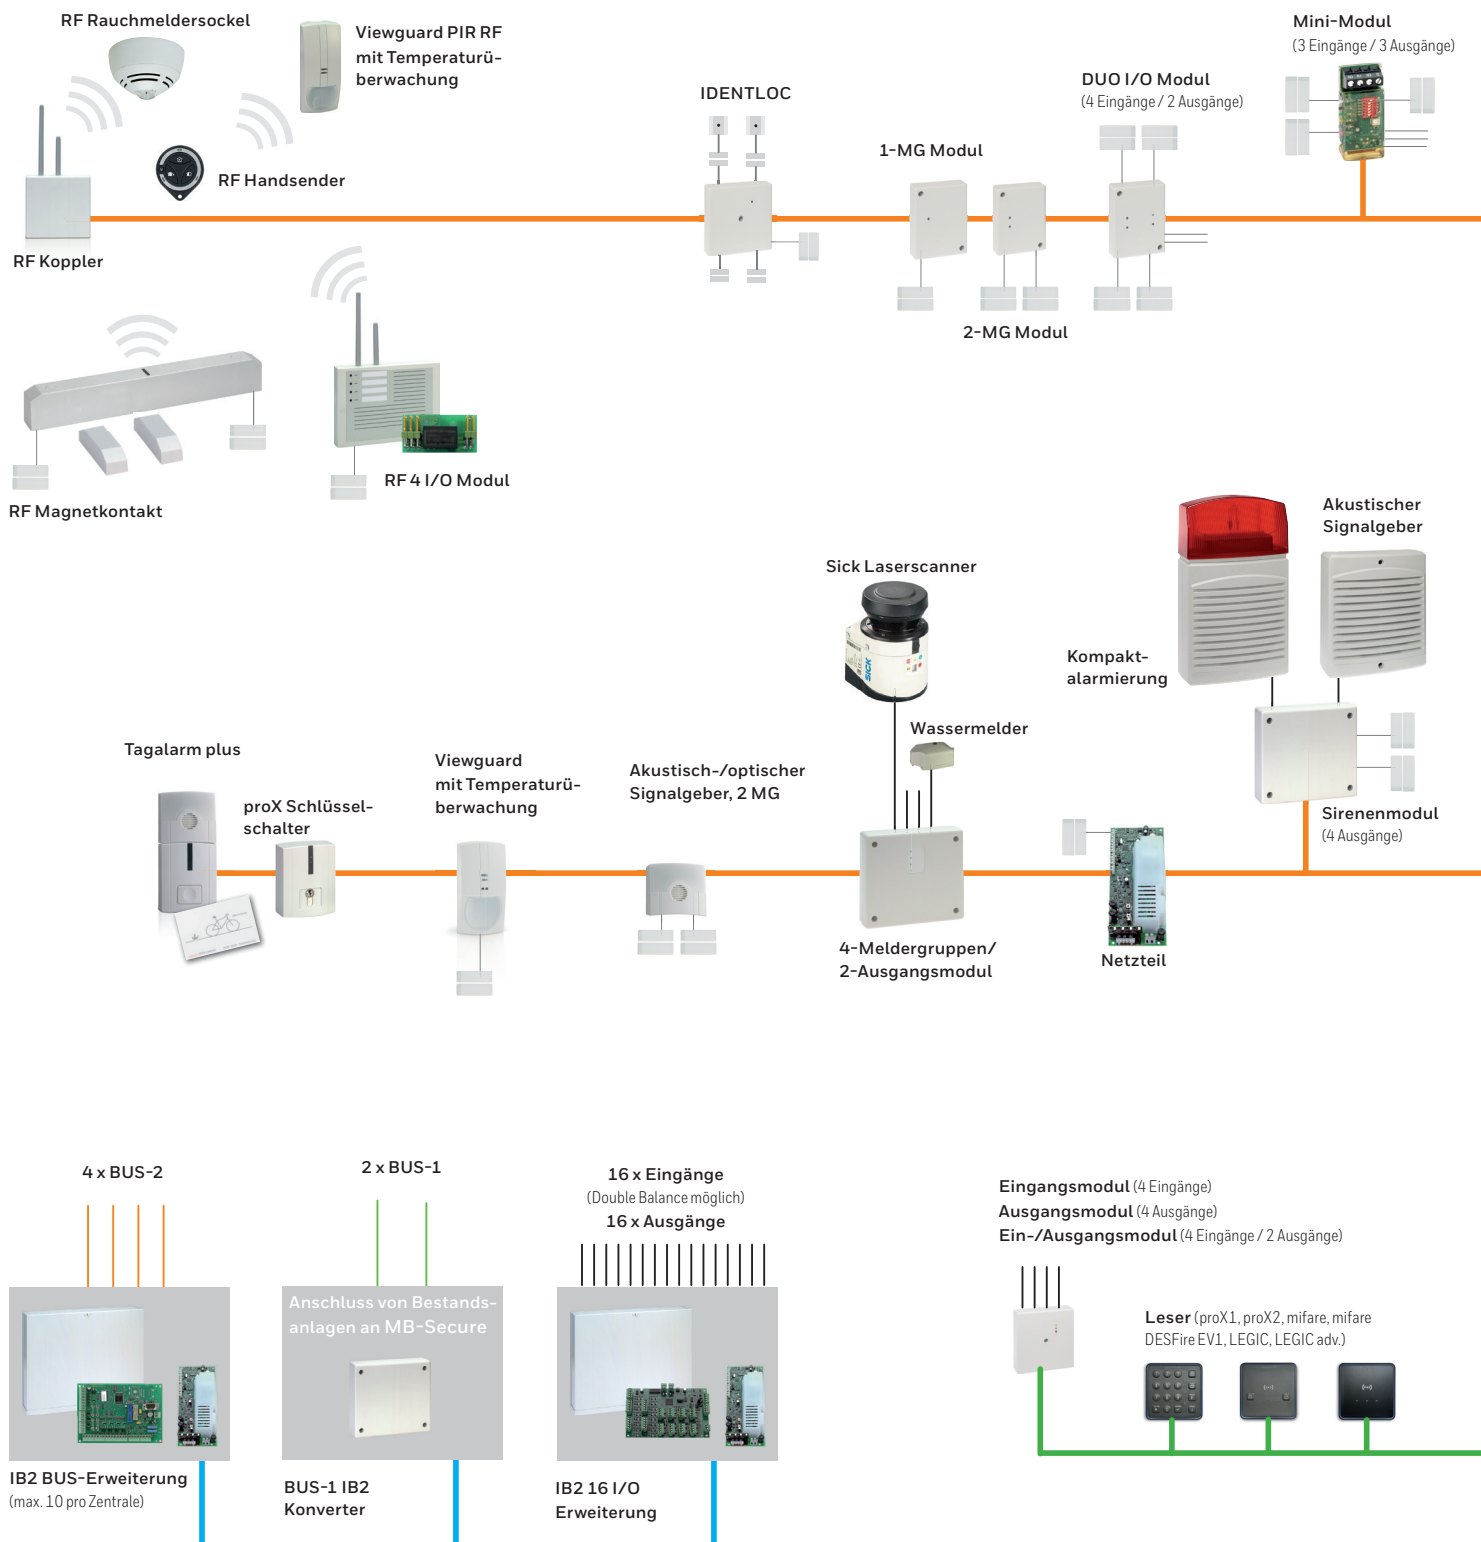 RF Rauchmeldersockel
Viewguard PIR RF
mit Temperaturü-
berwachung
RF Handsender
RF Koppler
IDENTLOC
1-MG Modul
2-MG Modul
DUO I/O Modul
(4 Eingänge / 2 Ausgänge)
Mini-Modul
(3 Eingänge / 3 Ausgänge)
RF Magnetkontakt
RF 4 I/O Modul
Sick Laserscanner
SICK
Wassermelder
Kompakt-
alarmierung
Akustischer
Signalgeber
Sirenenmodul
(4 Ausgänge)
Tagalarm plus
proX Schlüssel-
schalter
Viewguard
mit Temperaturü-
berwachung
Akustisch-/optischer
Signalgeber, 2 MG
4-Meldergruppen/
2-Ausgangsmodul
Netzteil
4 x BUS-2
2 x BUS-1
16 x Eingänge
(Double Balance möglich)
16 x Ausgänge
Anschluss von Bestands-
anlagen an MB-Secure
IB2 BUS-Erweiterung
(max. 10 pro Zentrale)
BUS-1 IB2
Konverter
IB2 16 I/O
Erweiterung
Eingangsmodul (4 Eingänge)
Ausgangsmodul (4 Ausgänge)
Ein-/Ausgangsmodul (4 Eingänge / 2 Ausgänge)
Leser (proX1, proX2, mifare, mifare
DESFire EV1, LEGIC, LEGIC adv.)